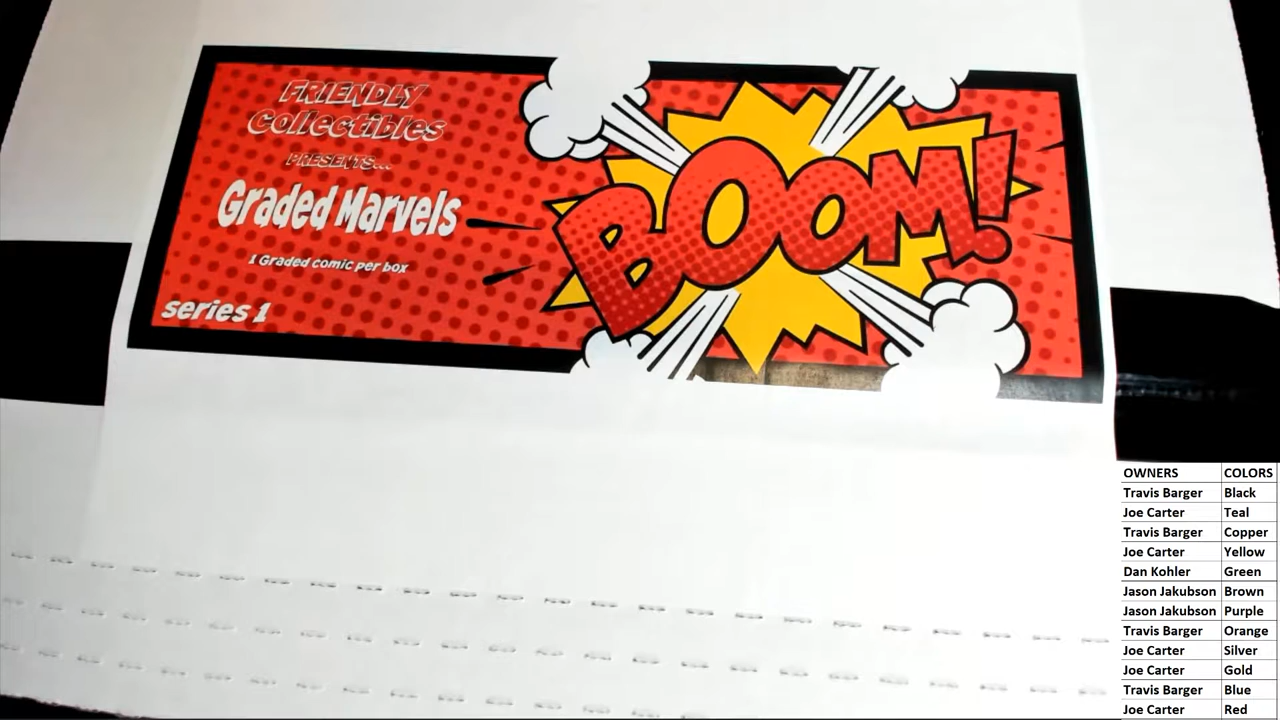 FRIENDLY
Collectibles
PRESENTS...
Graded Marvels
1 Graded comic per box
series 1
BOOM!
OWNERS COLORS
Travis Barger Black
Joe Carter Teal
Travis Barger Copper
Joe Carter Yellow
Dan Kohler Green
Jason Jakubson Brown
Jason Jakubson Purple
Travis Barger Orange
Joe Carter Silver
Joe Carter Gold
Travis Barger Blue
Joe Carter Red